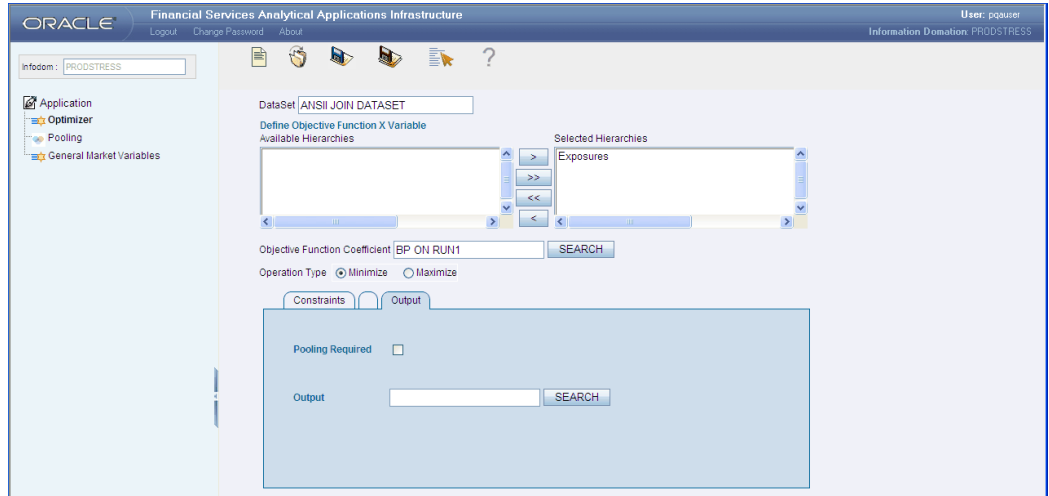 ORACLE
Financial Services Analytical Applications Infrastructure
User: pqauser
Logout Change Password About
Information Domation: PRODSTRESS
Infodom : PRODSTRESS
Application
Optimizer
Pooling
General Market Variables
?
DataSet ANSII JOIN DATASET
Define Objective Function X Variable
Available Hierarchies
Selected Hierarchies
Exposures
>
>>
<<
<
Objective Function Coefficient BP ON RUN1 SEARCH
Operation Type Minimize Maximize
Constraints Output
Pooling Required
Output SEARCH